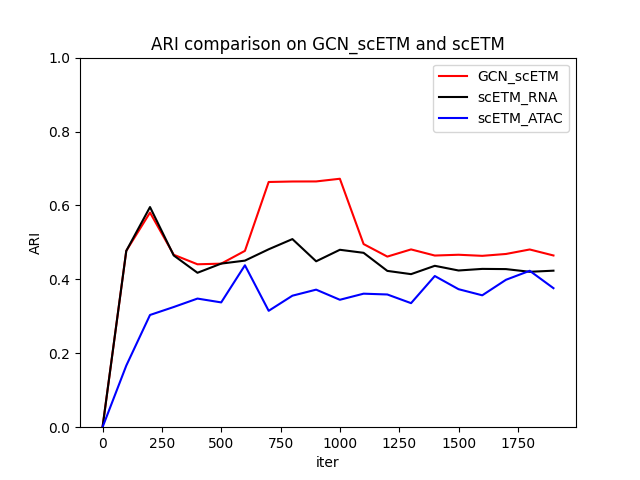 ARI comparison on GCN_scETM and scETM
GCN_scETM
scETM_RNA
scETM_ATAC
ARI
1.0
0.8
0.6
0.4
0.2
0.0
0 250 500 750 1000 1250 1500 1750
iter